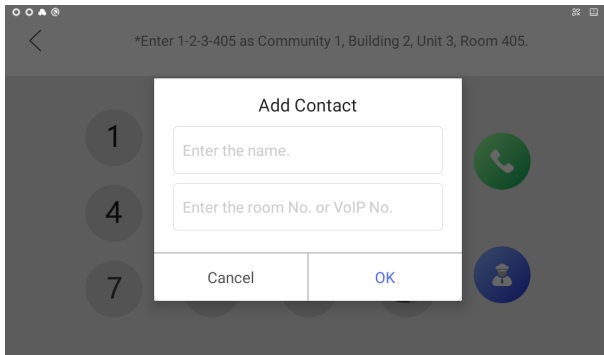 *Enter 1-2-3-405 as Community 1, Building 2, Unit 3, Room 405.
Add Contact
1
Enter the name.
4
Enter the room No. or VoIP No.
7
Cancel
OK